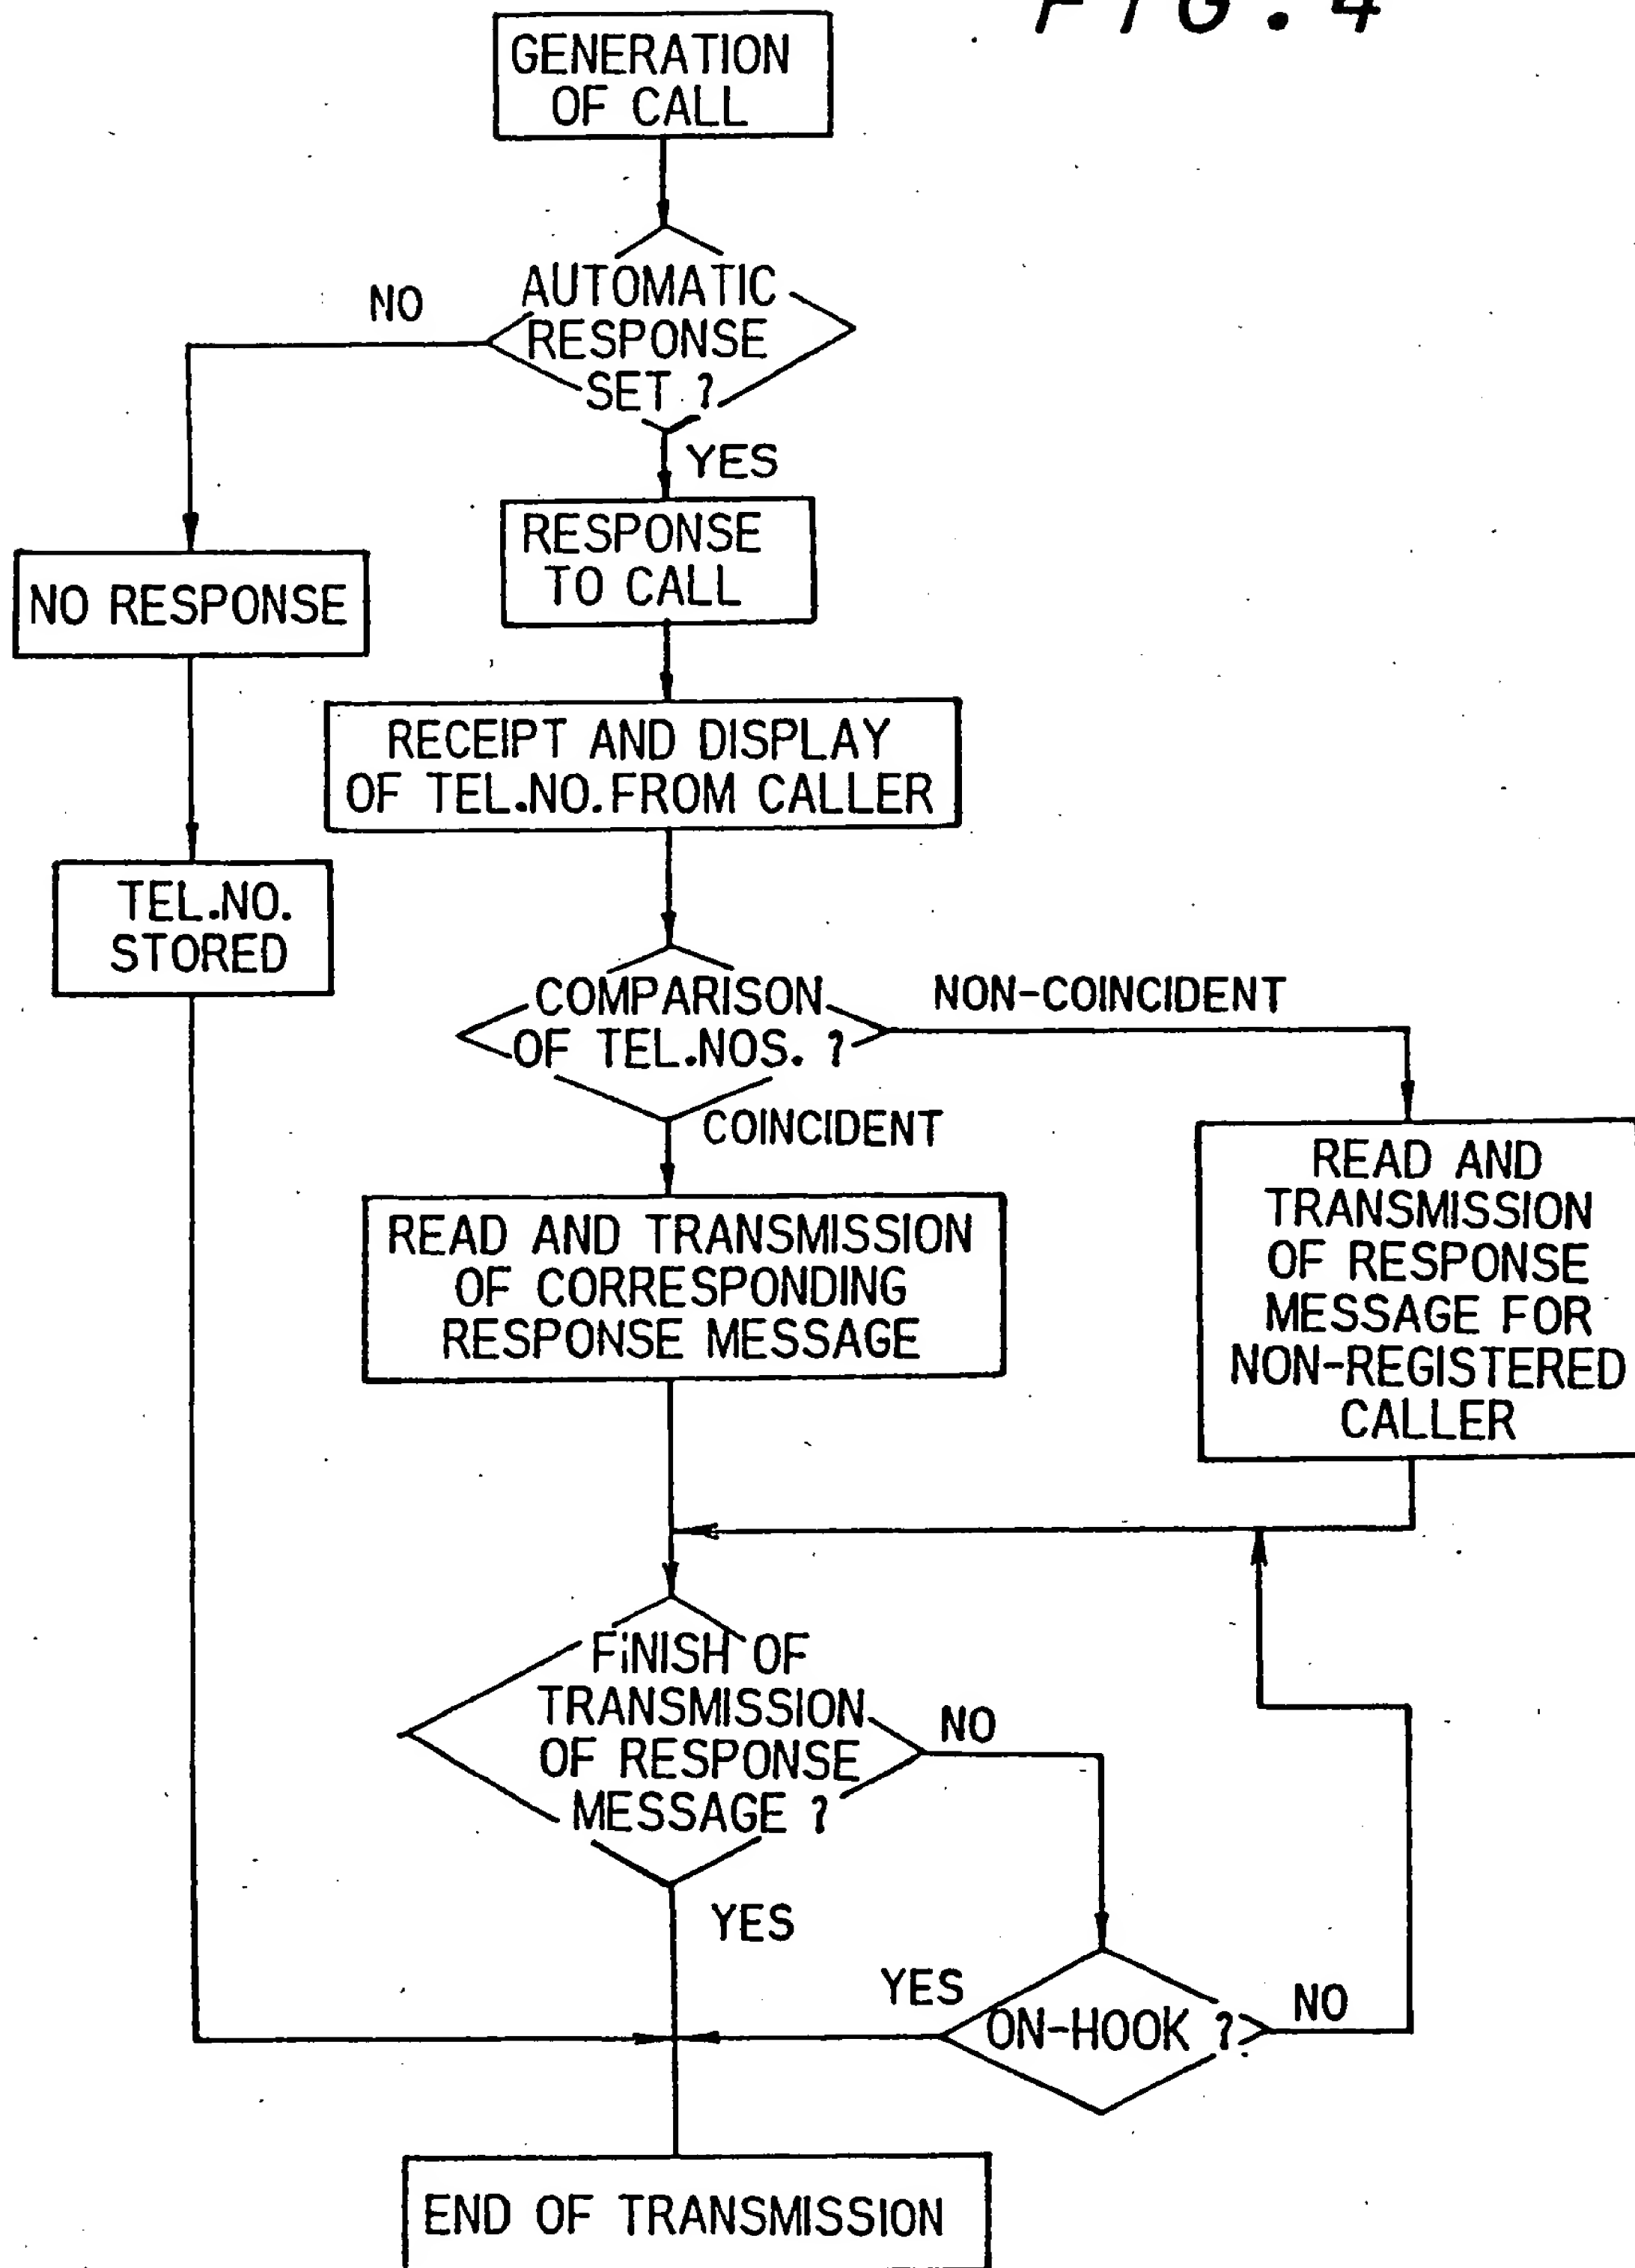 FIG. 4
GENERATION
OF CALL
AUTOMATIC
RESPONSE
SET ?
NO
YES
RESPONSE
TO CALL
NO RESPONSE
RECEIPT AND DISPLAY
OF TEL.NO.FROM CALLER
TEL.NO.
STORED
COMPARISON
OF TEL.NOS. ?
NON-COINCIDENT
COINCIDENT
READ AND TRANSMISSION
OF CORRESPONDING
RESPONSE MESSAGE
READ AND
TRANSMISSION
OF RESPONSE
MESSAGE FOR
NON-REGISTERED
CALLER
FiNISH OF
TRANSMISSION
OF RESPONSE
MESSAGE ?
NO
YES
YES
ON-HOOK ?
NO
END OF TRANSMISSION